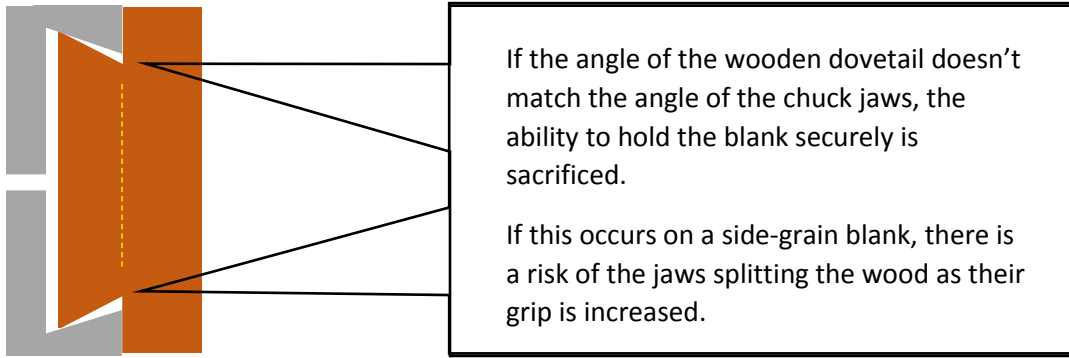 If the angle of the wooden dovetail doesn’t
match the angle of the chuck jaws, the
ability to hold the blank securely is
sacrificed.
If this occurs on a side-grain blank, there is
a risk of the jaws splitting the wood as their
grip is increased.